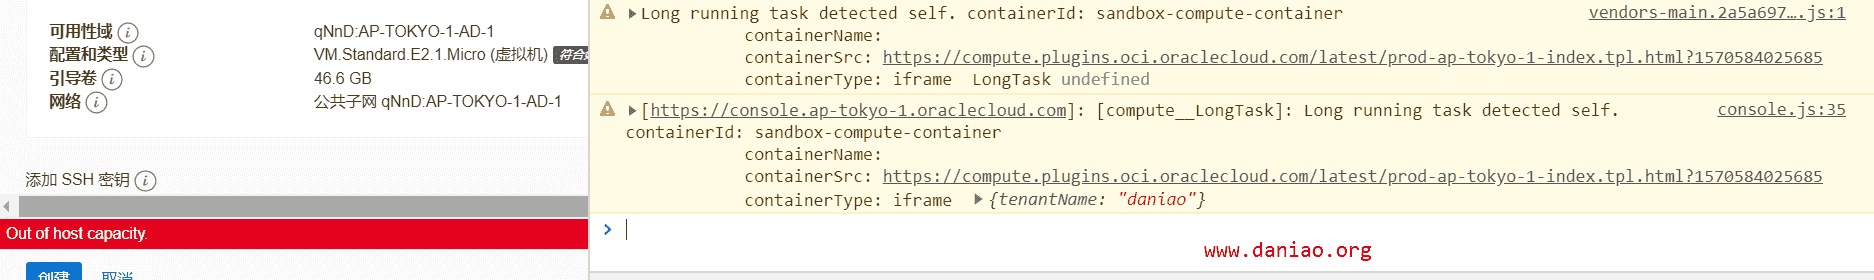 可用性域 qNnD:AP-TOKYO-1-AD-1
配置和类型 VM.Standard.E2.1.Micro (虚拟机)
引导卷 46.6 GB
网络 公共子网 qNnD:AP-TOKYO-1-AD-1
添加 SSH 密钥
Out of host capacity.
创建 取消
Long running task detected self. containerId: sandbox-compute-container vendors-main.2a5a697….js:1
containerName:
containerSrc: https://compute.plugins.oci.oraclecloud.com/latest/prod-ap-tokyo-1-index.tpl.html?1570584025685
containerType: iframe LongTask undefined
[https://console.ap-tokyo-1.oraclecloud.com]: [compute__LongTask]: Long running task detected self. console.js:35
containerId: sandbox-compute-container
containerName:
containerSrc: https://compute.plugins.oci.oraclecloud.com/latest/prod-ap-tokyo-1-index.tpl.html?1570584025685
containerType: iframe {tenantName: "daniao"}
www.daniao.org